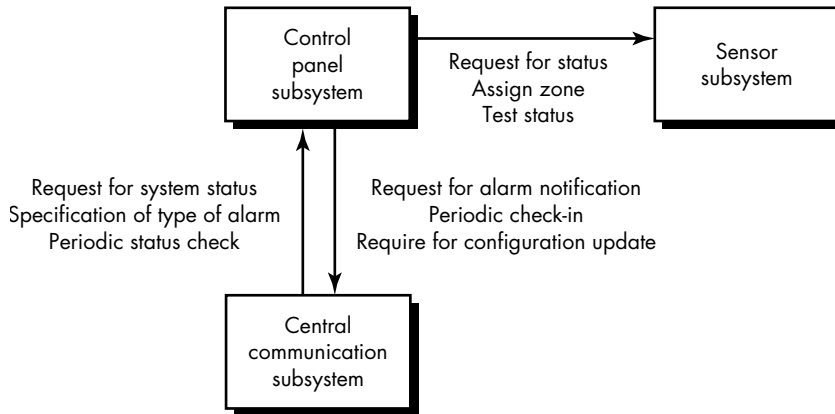 Control
panel
subsystem
Request for status
Assign zone
Test status
Sensor
subsystem
Request for system status
Specification of type of alarm
Periodic status check
Request for alarm notification
Periodic check-in
Require for configuration update
Central
communication
subsystem